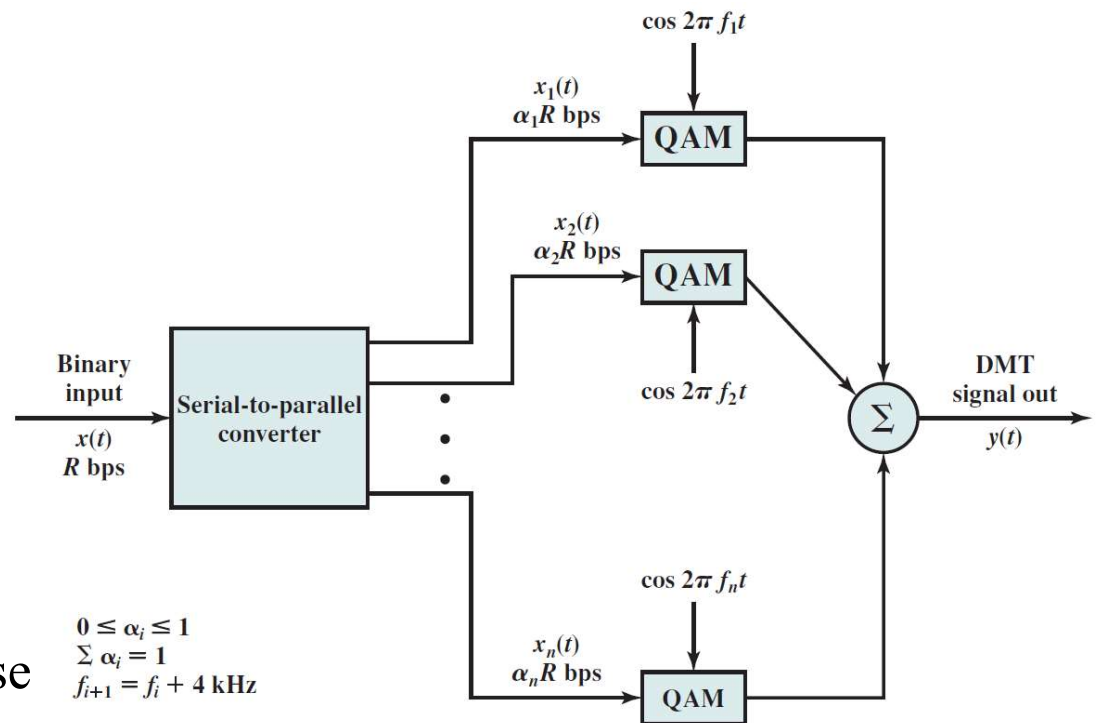 cos 2π f₁t
x₁(t)
α₁R bps
QAM
x₂(t)
α₂R bps
QAM
cos 2π f₂t
Binary
input
x(t)
R bps
Serial-to-parallel
converter
Σ
DMT
signal out
y(t)
cos 2π fₙt
xₙ(t)
αₙR bps
QAM
0 ≤ αᵢ ≤ 1
Σ αᵢ = 1
fᵢ₊₁ = fᵢ + 4 kHz
se